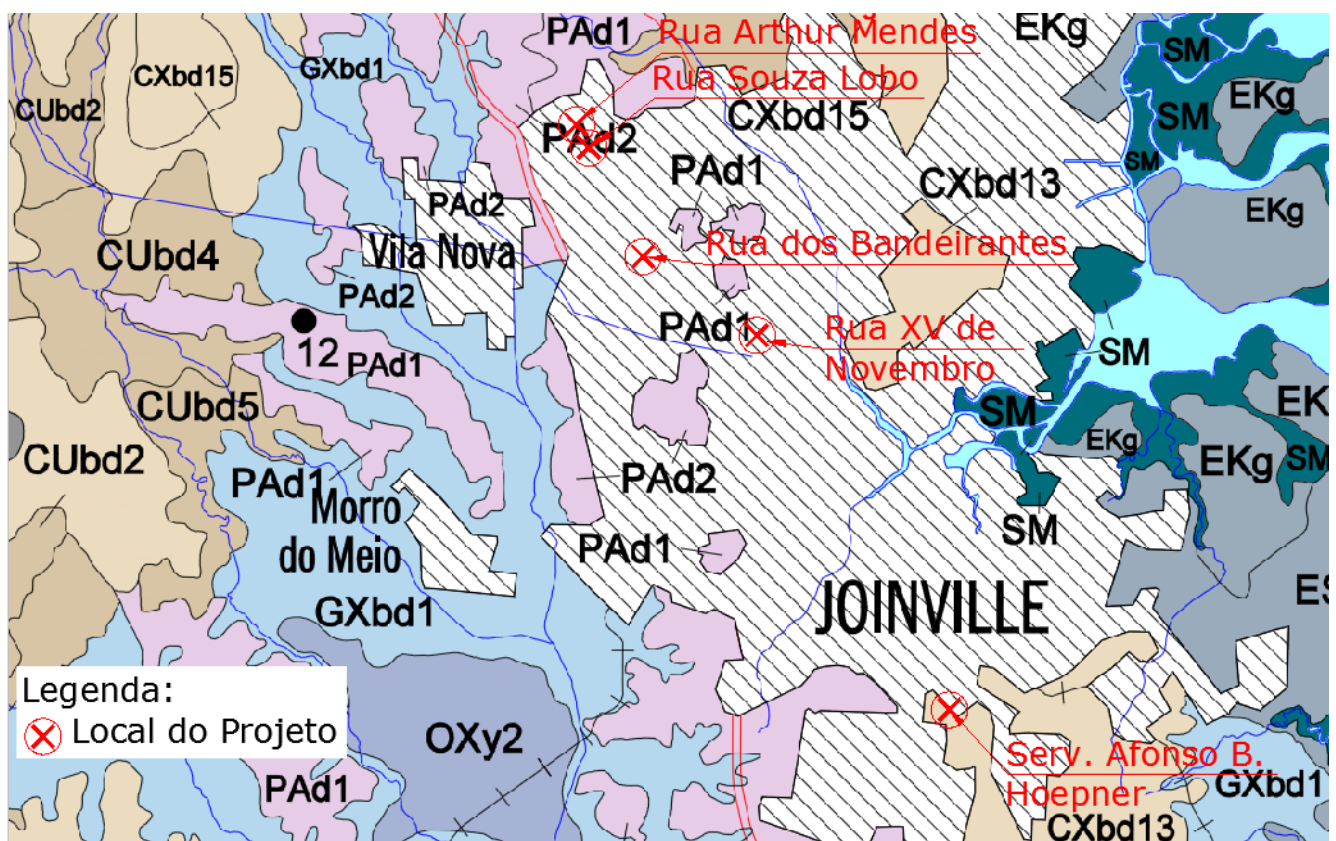 PAd1
Rua Arthur Mendes
EKg
SM
CXbd15
GXbd1
Rua Souza Lobo
EKg
CUbd2
CXbd15
SM
PAd2
PAd1
SM
CXbd13
PAd2
EKg
CUbd4
Vila Nova
Rua dos Bandeirantes
PAd2
PAd1
Rua XV de
Novembro
12
PAd1
SM
CUbd5
SM
EK
CUbd2
EKg
EKg
SM
PAd1
PAd2
Morro
do Meio
SM
PAd1
GXbd1
JOINVILLE
ES
Legenda:
Local do Projeto
OXy2
Serv. Afonso B.
Hoepner
PAd1
GXbd1
CXbd13